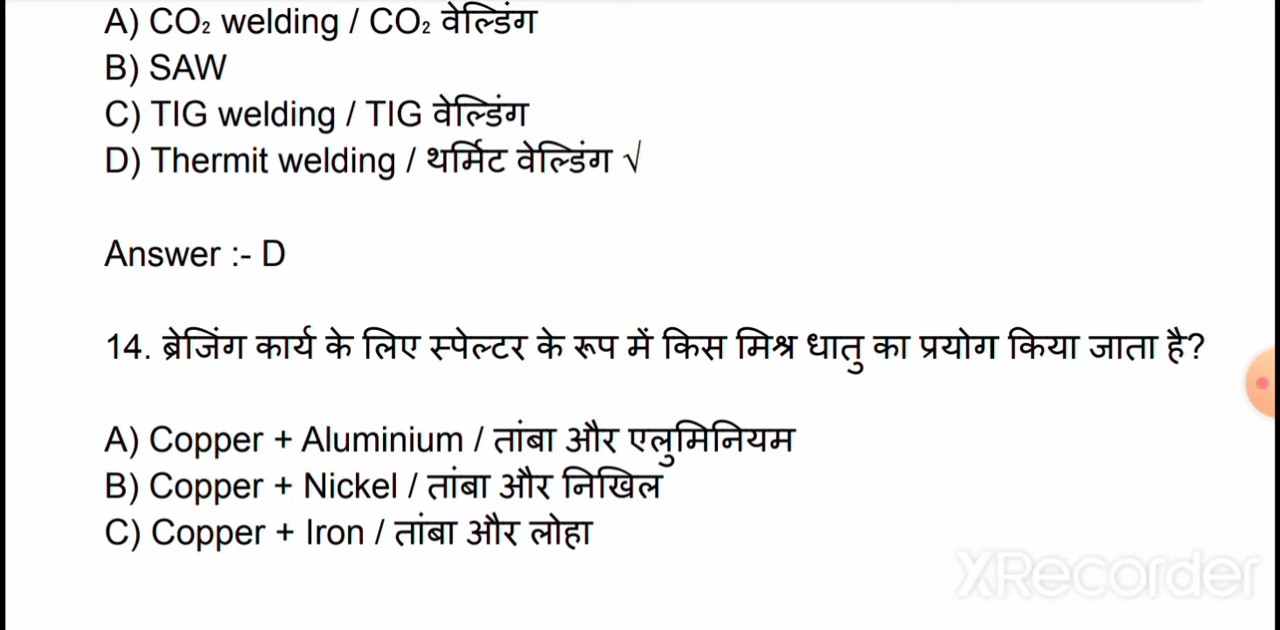 A) CO₂ welding / CO₂ वेल्डिंग
B) SAW
C) TIG welding / TIG वेल्डिंग
D) Thermit welding / थर्मिट वेल्डिंग √
Answer :- D
14. ब्रेजिंग कार्य के लिए स्पेल्टर के रूप में किस मिश्र धातु का प्रयोग किया जाता है?
A) Copper + Aluminium / तांबा और एलुमिनियम
B) Copper + Nickel / तांबा और निखिल
C) Copper + Iron / तांबा और लोहा
XRecorder